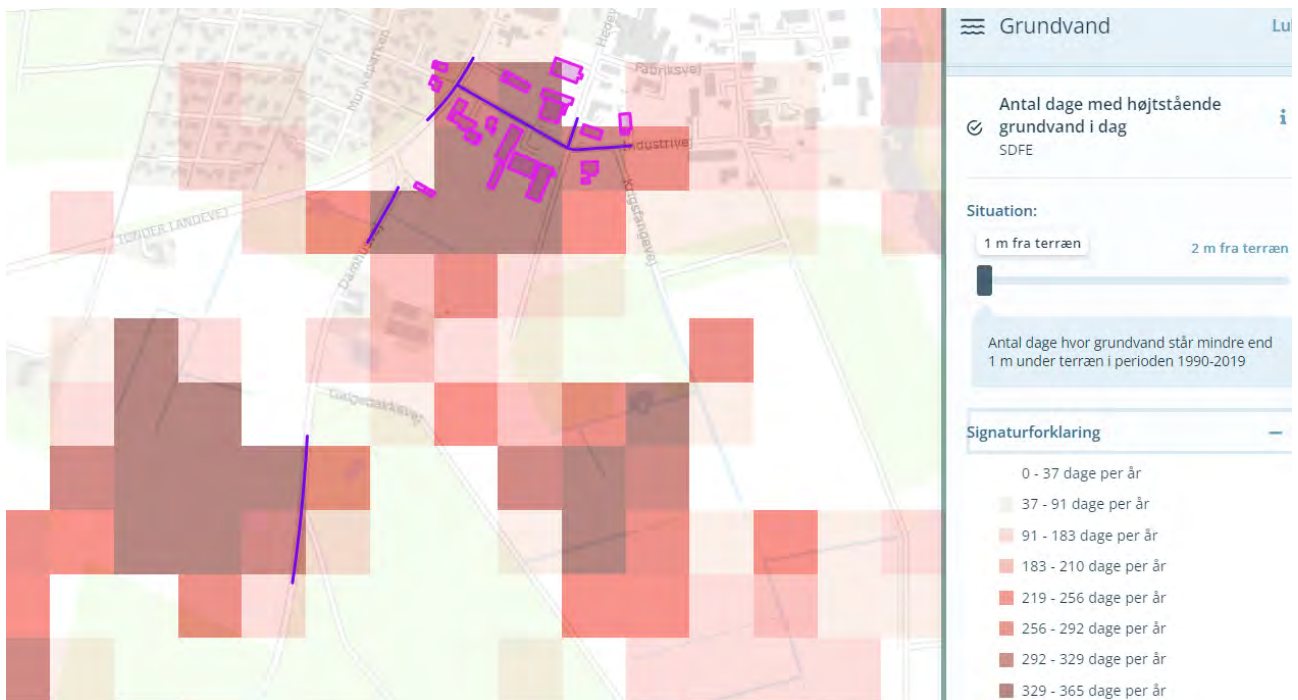 Grundvand
Luk
Antal dage med højtstående
grundvand i dag
SDFE
Situation:
1 m fra terræn
2 m fra terræn
Antal dage hvor grundvand står mindre end
1 m under terræn i perioden 1990-2019
Signaturforklaring
0 - 37 dage per år
37 - 91 dage per år
91 - 183 dage per år
183 - 210 dage per år
219 - 256 dage per år
256 - 292 dage per år
292 - 329 dage per år
329 - 365 dage per år
Fabriksvej
Industrivej
TØNDER LANDEVEJ
Damhusvej